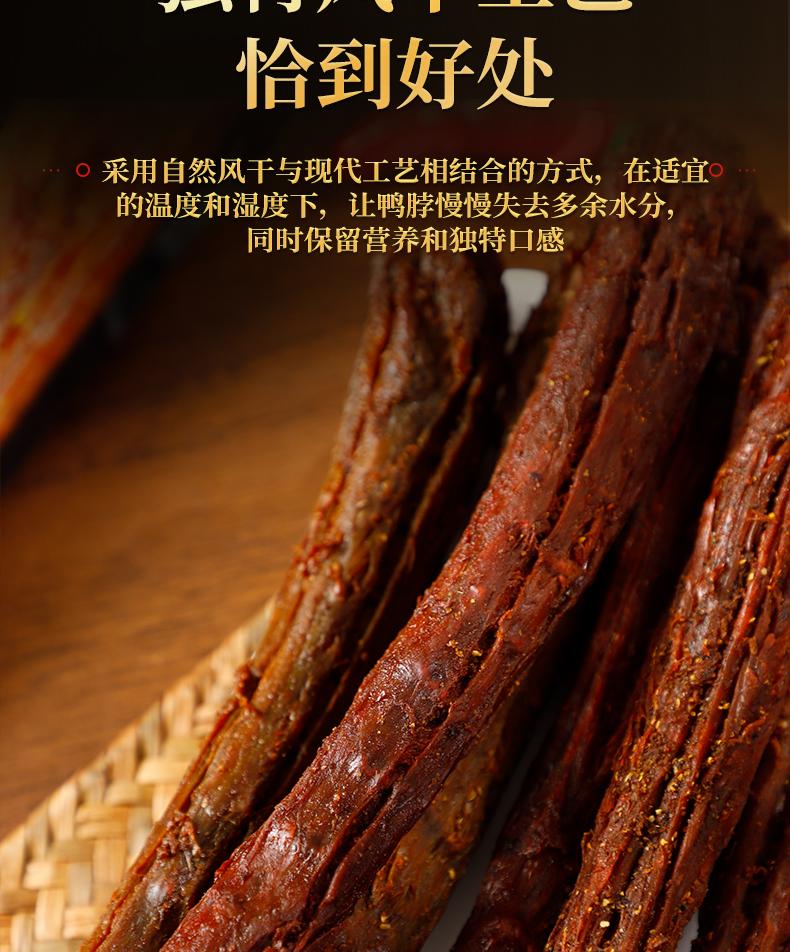 恰到好处
采用自然风干与现代工艺相结合的方式，在适宜
的温度和湿度下，让鸭脖慢慢失去多余水分，
同时保留营养和独特口感